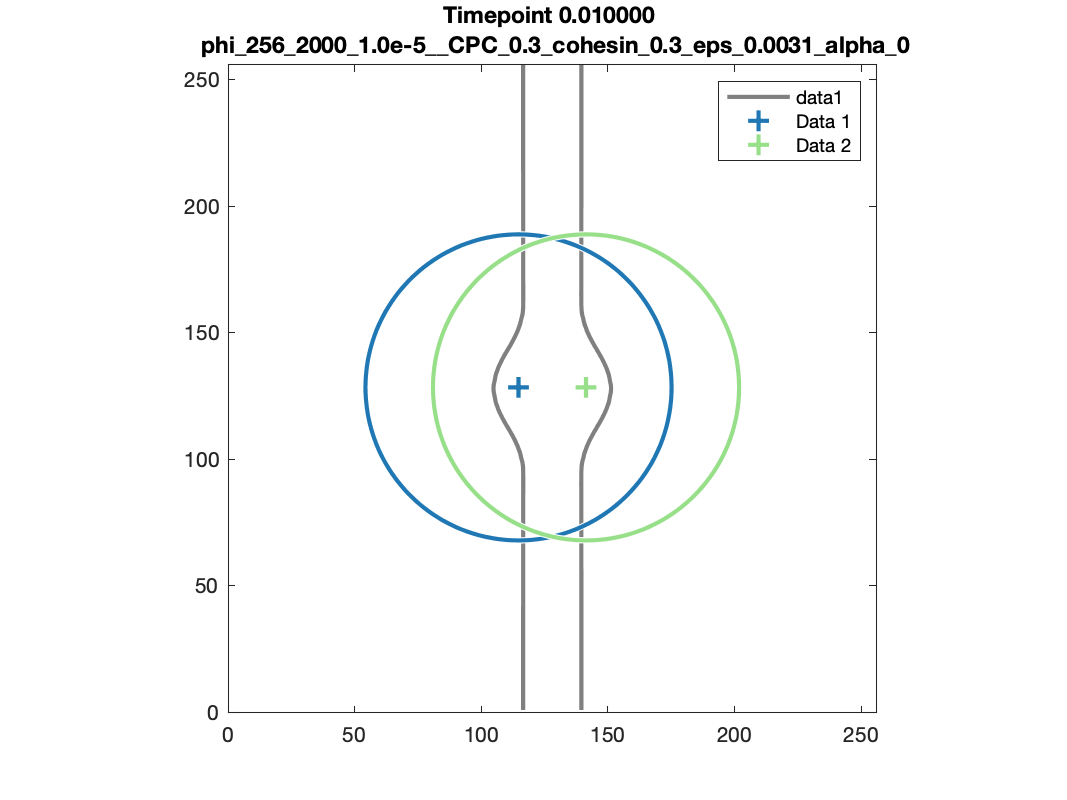 Timepoint 0.010000
phi_256_2000_1.0e-5__CPC_0.3_cohesin_0.3_eps_0.0031_alpha_0
250
200
150
100
50
0
0 50 100 150 200 250
data1
Data 1
Data 2